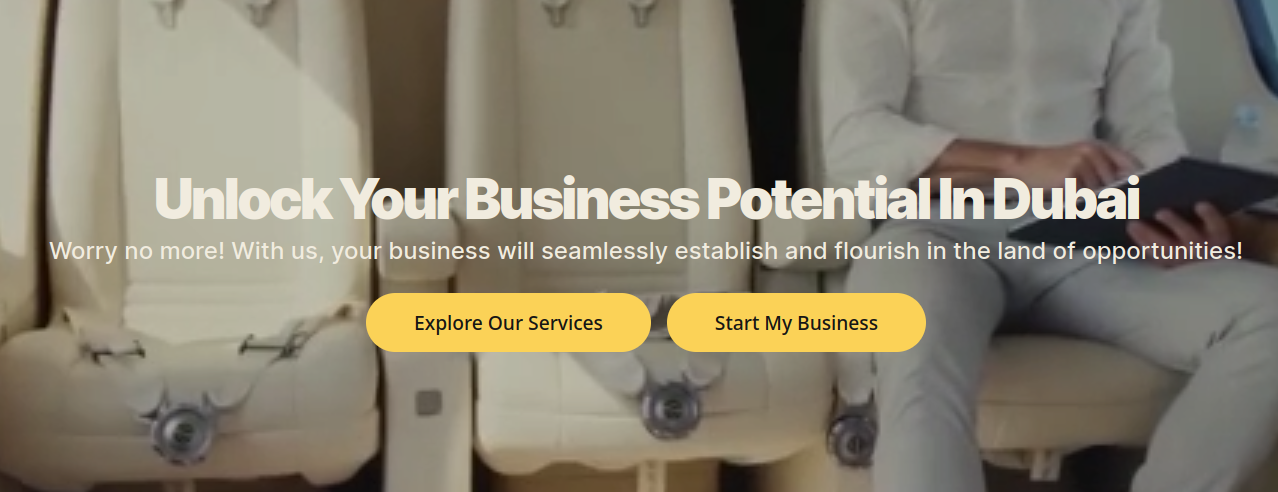 Unlock Your Business Potential In Dubai
Worry no more! With us, your business will seamlessly establish and flourish in the land of opportunities!
Explore Our Services
Start My Business